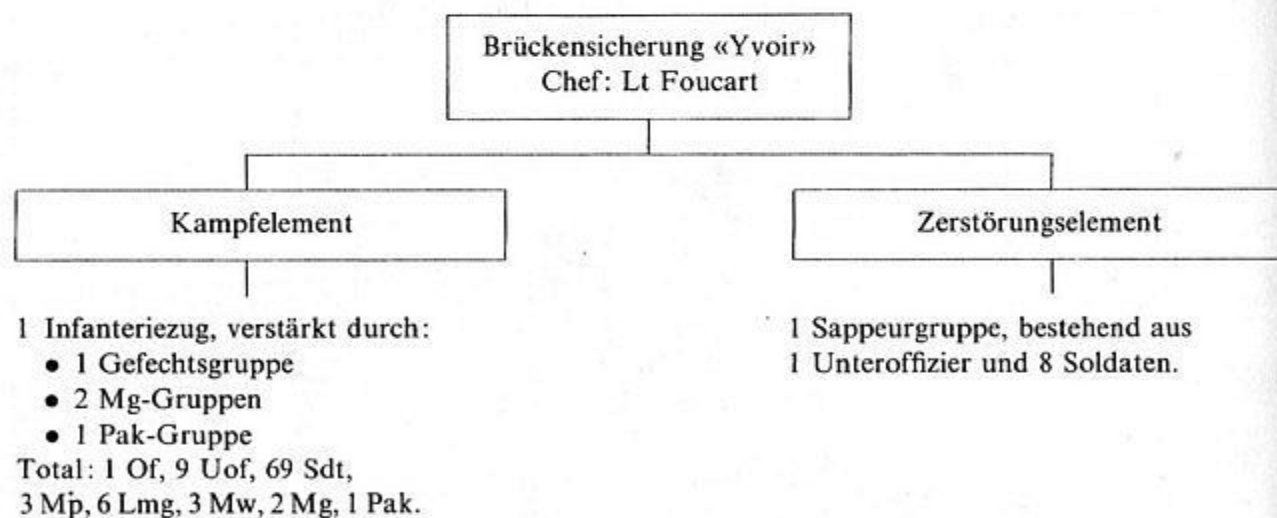 Brückensicherung «Yvoir»
Chef: Lt Foucart
Kampfelement
Zerstörungselement
1 Infanteriezug, verstärkt durch:
• 1 Gefechtsgruppe
• 2 Mg-Gruppen
• 1 Pak-Gruppe
Total: 1 Of, 9 Uof, 69 Sdt,
3 Mp, 6 Lmg, 3 Mw, 2 Mg, 1 Pak.
1 Sappeurgruppe, bestehend aus
1 Unteroffizier und 8 Soldaten.